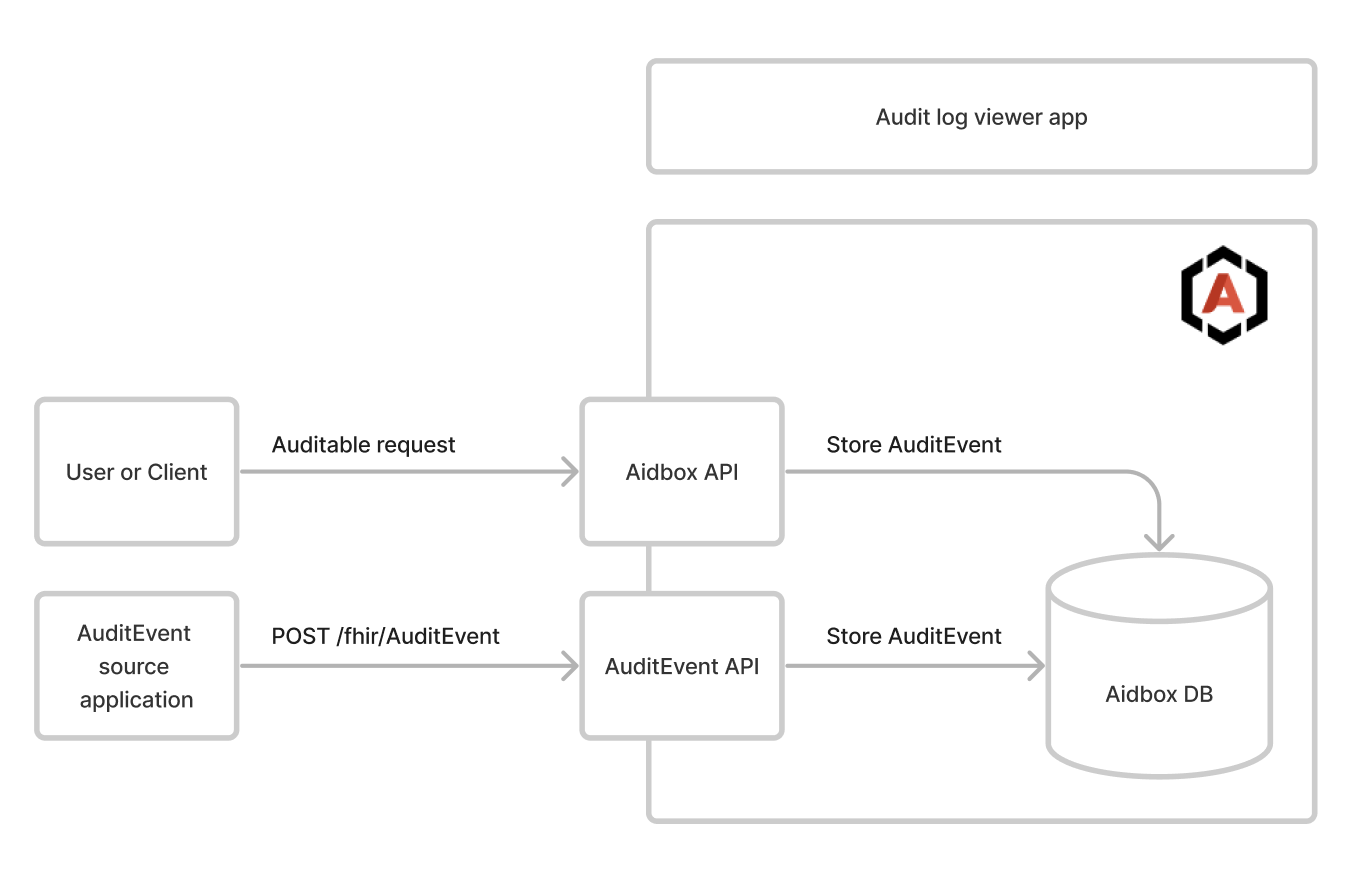 Audit log viewer app
A
Auditable request
Store AuditEvent
User or Client
Aidbox API
POST /fhir/AuditEvent
Store AuditEvent
AuditEvent
source
application
AuditEvent API
Aidbox DB